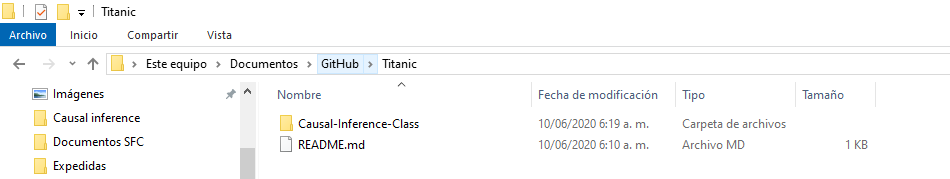 Titanic
Archivo Inicio Compartir Vista
Este equipo Documentos GitHub Titanic
Imágenes
Causal inference
Documentos SFC
Expedidas
Nombre Fecha de modificación Tipo Tamaño
Causal-Inference-Class 10/06/2020 6:19 a. m. Carpeta de archivos
README.md 10/06/2020 6:10 a. m. Archivo MD 1 KB